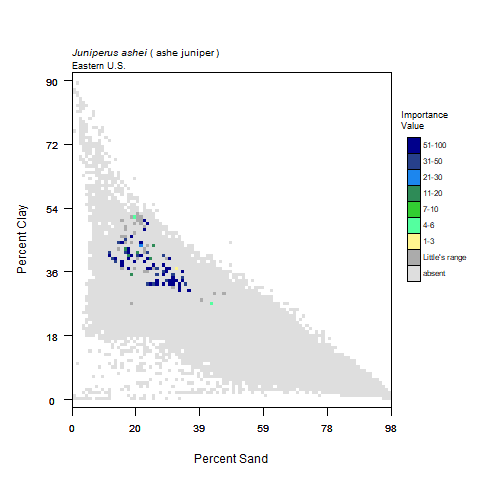 Juniperus ashei ( ashe juniper )
Eastern U.S.
90
72
54
36
18
0
0 20 39 59 78 98
Percent Clay
Percent Sand
Importance
Value
51-100
31-50
21-30
11-20
7-10
4-6
1-3
Little's range
absent